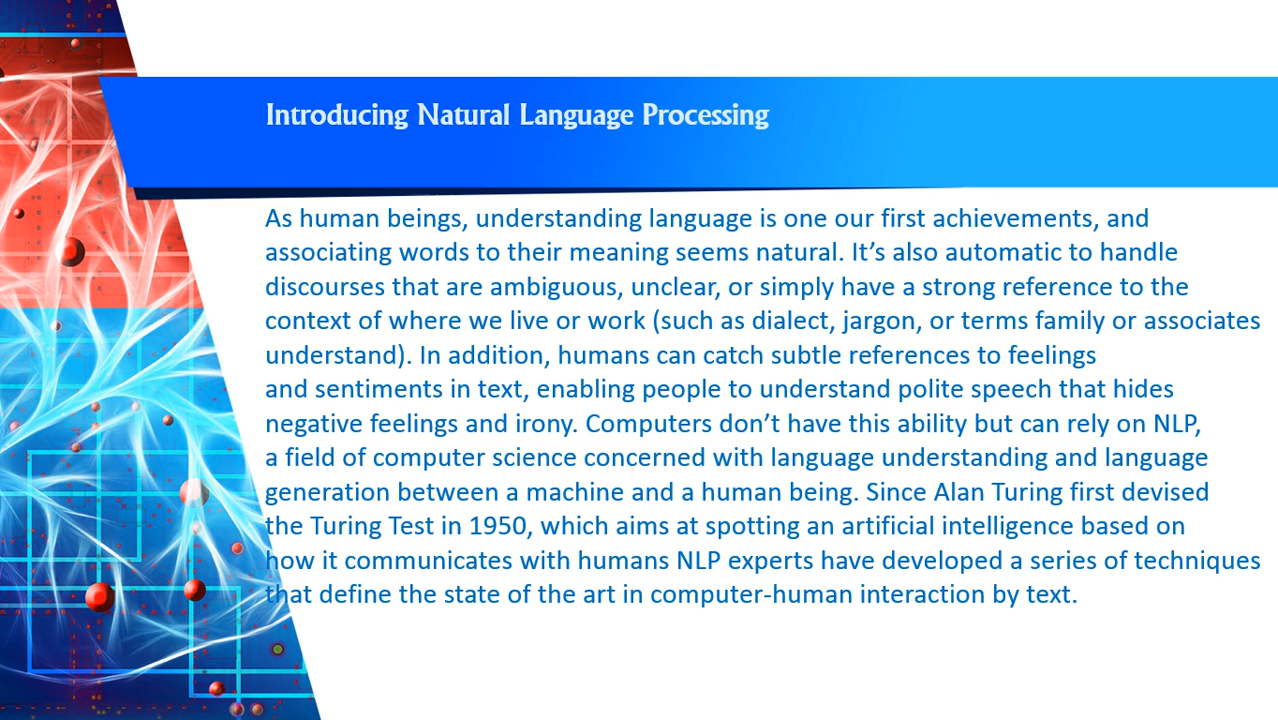 Introducing Natural Language Processing
As human beings, understanding language is one our first achievements, and
associating words to their meaning seems natural. It’s also automatic to handle
discourses that are ambiguous, unclear, or simply have a strong reference to the
context of where we live or work (such as dialect, jargon, or terms family or associates
understand). In addition, humans can catch subtle references to feelings
and sentiments in text, enabling people to understand polite speech that hides
negative feelings and irony. Computers don’t have this ability but can rely on NLP,
a field of computer science concerned with language understanding and language
generation between a machine and a human being. Since Alan Turing first devised
the Turing Test in 1950, which aims at spotting an artificial intelligence based on
how it communicates with humans NLP experts have developed a series of techniques
that define the state of the art in computer-human interaction by text.